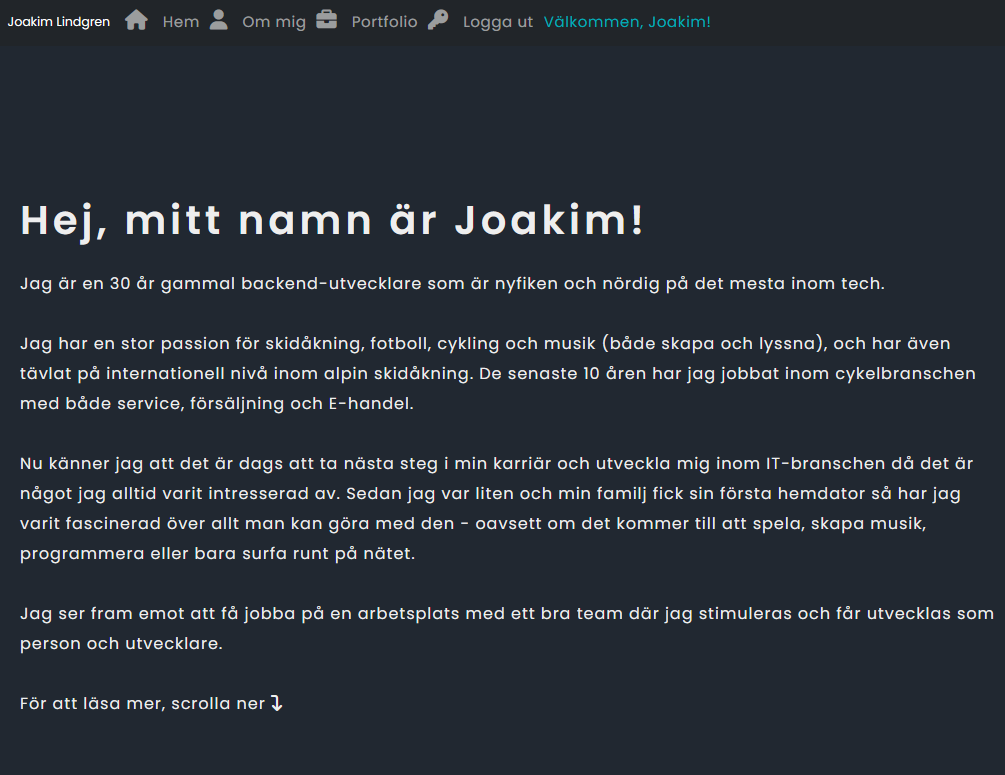 Joakim Lindgren Hem Om mig Portfolio Logga ut Välkommen, Joakim!
Hej, mitt namn är Joakim!
Jag är en 30 år gammal backend-utvecklare som är nyfiken och nördig på det mesta inom tech.
Jag har en stor passion för skidåkning, fotboll, cykling och musik (både skapa och lyssna), och har även
tävlat på internationell nivå inom alpin skidåkning. De senaste 10 åren har jag jobbat inom cykelbranschen
med både service, försäljning och E-handel.
Nu känner jag att det är dags att ta nästa steg i min karriär och utveckla mig inom IT-branschen då det är
något jag alltid varit intresserad av. Sedan jag var liten och min familj fick sin första hemdator så har jag
varit fascinerad över allt man kan göra med den - oavsett om det kommer till att spela, skapa musik,
programmera eller bara surfa runt på nätet.
Jag ser fram emot att få jobba på en arbetsplats med ett bra team där jag stimuleras och får utvecklas som
person och utvecklare.
För att läsa mer, scrolla ner